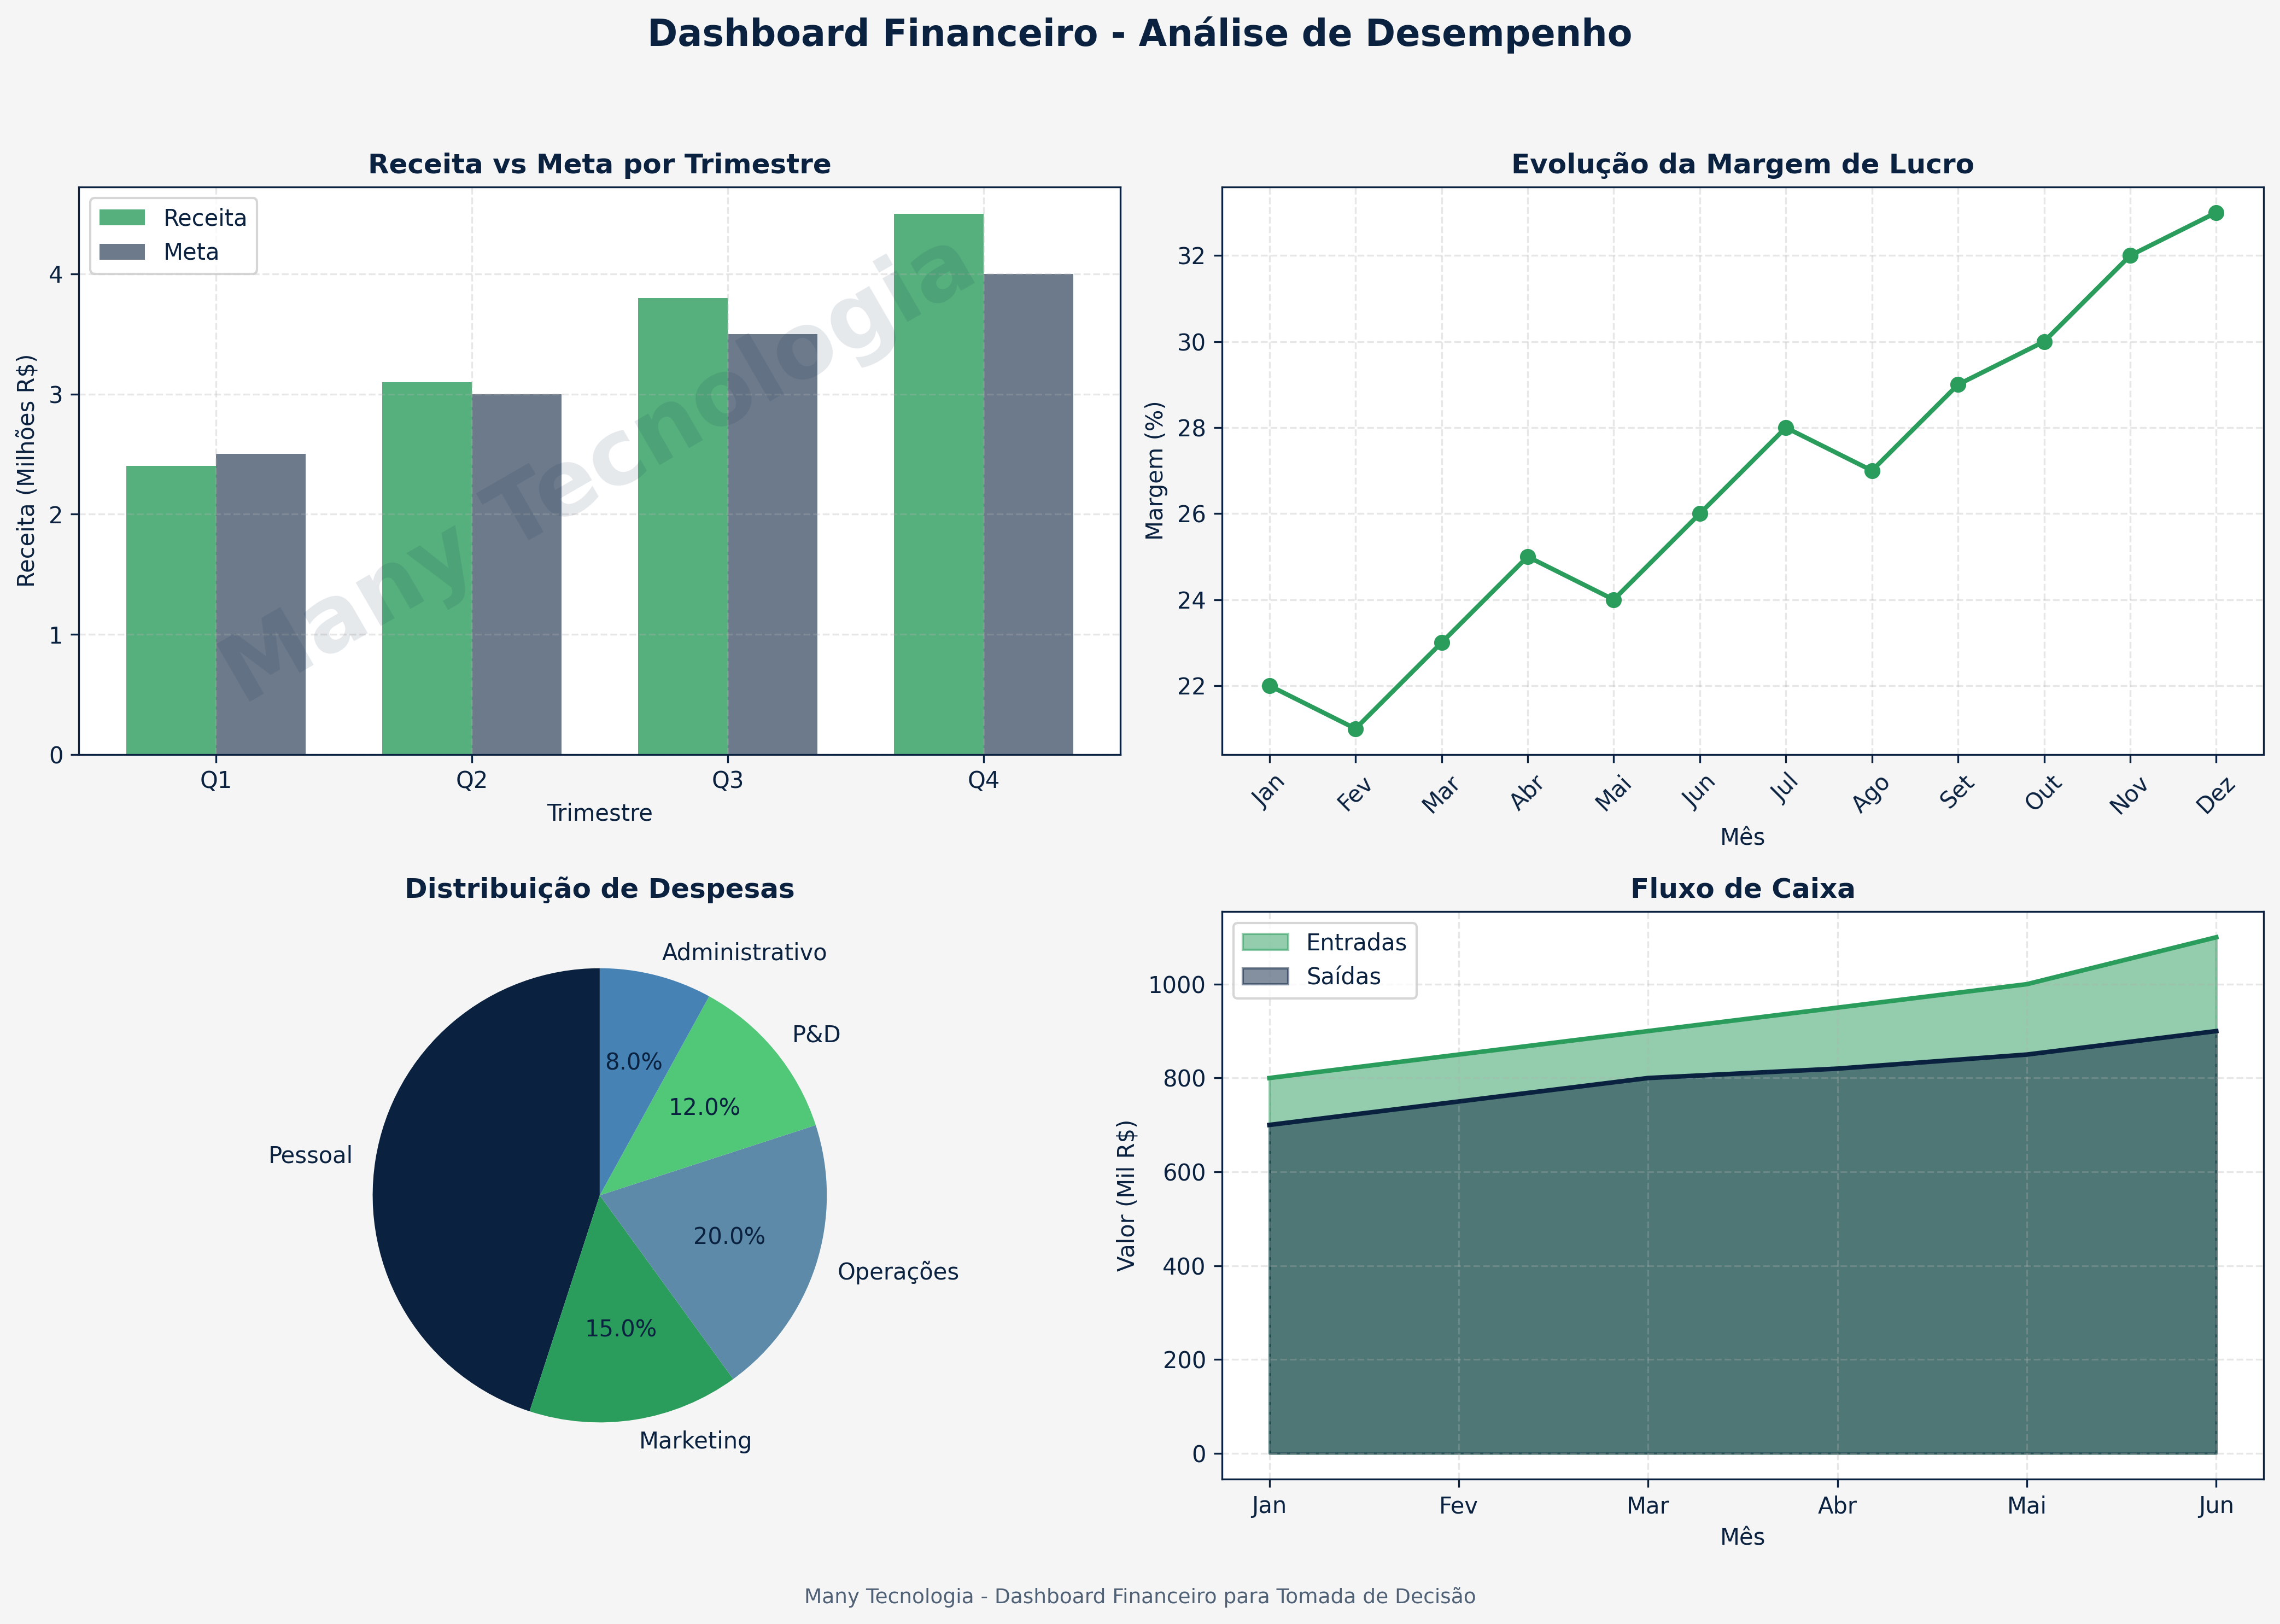 Dashboard Financeiro - Análise de Desempenho
Receita vs Meta por Trimestre
Receita
Meta
Receita (Milhões R$)
4
3
2
1
0
Q1 Q2 Q3 Q4
Trimestre
Many Tecnologia
Evolução da Margem de Lucro
Margem (%)
32
30
28
26
24
22
Jan Fev Mar Abr Mai Jun Jul Ago Set Out Nov Dez
Mês
Distribuição de Despesas
Administrativo
P&D
8.0%
12.0%
Pessoal
20.0%
Operações
15.0%
Marketing
Fluxo de Caixa
Entradas
Saídas
Valor (Mil R$)
1000
800
600
400
200
0
Jan Fev Mar Abr Mai Jun
Mês
Many Tecnologia - Dashboard Financeiro para Tomada de Decisão